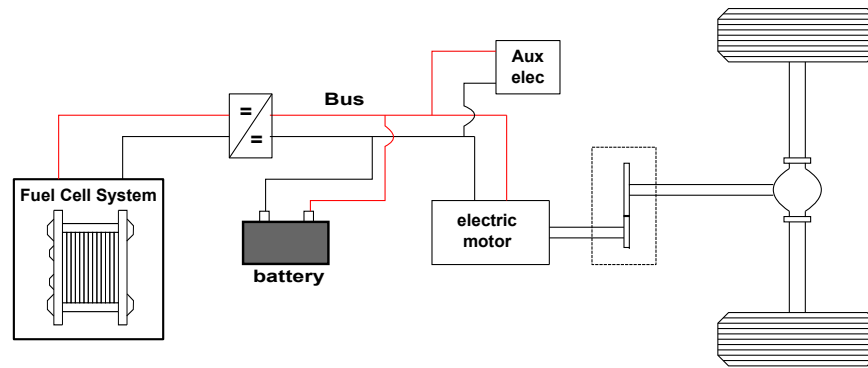 Aux
elec
Bus
=
=
Fuel Cell System
electric
motor
battery